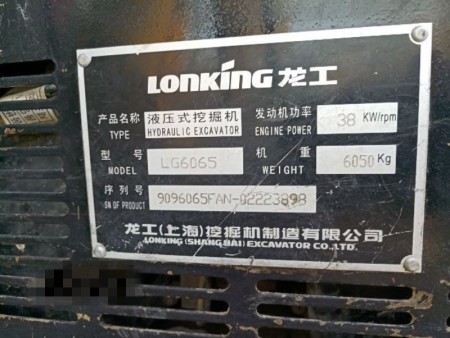 LONKING 龙工
产品名称 液压式挖掘机 发动机功率 38 KW/rpm
TYPE HYDRAULIC EXCAVATOR ENGINE POWER
型号 LG6065 机重 6050 Kg
MODEL WEIGHT
序列号 9096065FAN-02223898
SN OF PRODUCT
龙工(上海)挖掘机制造有限公司
LONKING (SHANGHAI) EXCAVATOR CO.,LTD.